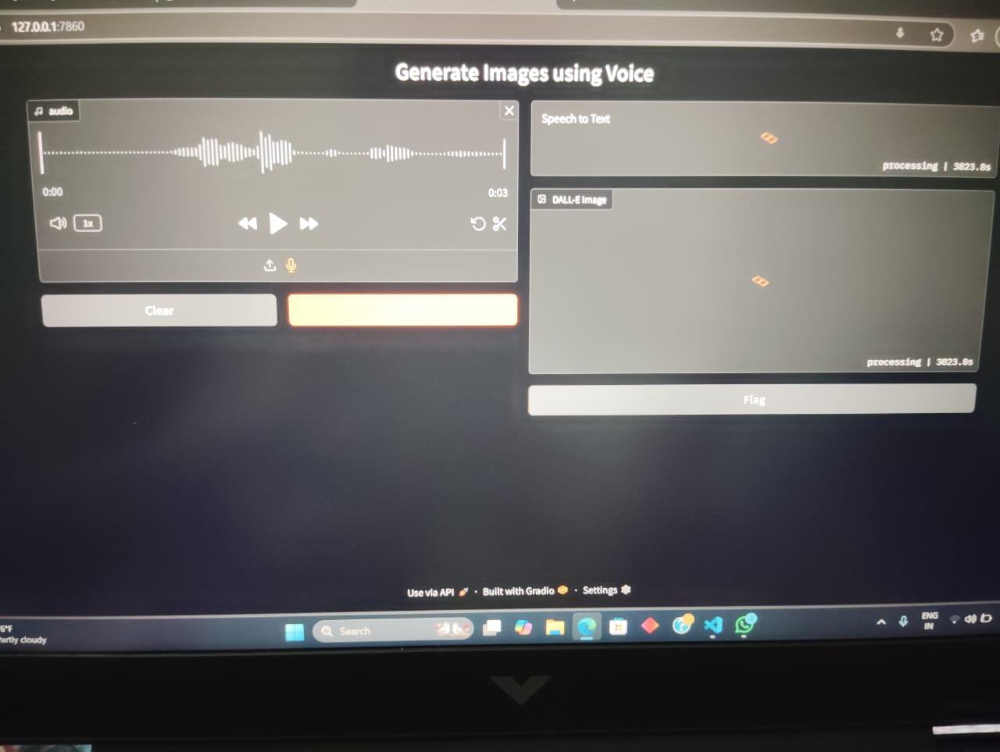 127.0.0.1:7860
Generate Images using Voice
audio
0:00
0:03
1x
Clear
Speech to Text
processing | 3823.8s
DALL-E Image
processing | 3823.8s
Flag
Use via API · Built with Gradio · Settings
6°F
Partly cloudy
Search
ENG
IN